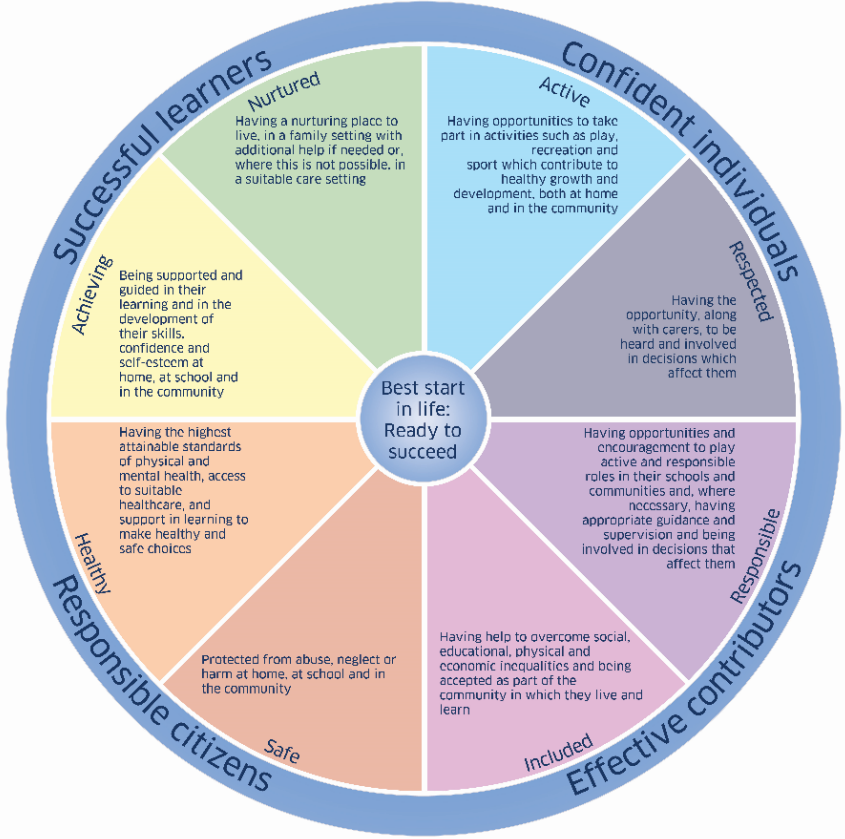 Successful learners
Confident individuals
Nurtured
Having a nurturing place to
live, in a family setting with
additional help if needed or,
where this is not possible, in
a suitable care setting
Active
Having opportunities to take
part in activities such as play,
recreation and
sport which contribute to
healthy growth and
development, both at home
and in the community
Achieving
Being supported and
guided in their
learning and in the
development of
their skills,
confidence and
self-esteem at
home, at school and
in the community
Respected
Having the
opportunity, along
with carers, to be
heard and involved
in decisions which
affect them
Best start
in life:
Ready to
succeed
Healthy
Having the highest
attainable standards
of physical and
mental health, access
to suitable
healthcare, and
support in learning to
make healthy and
safe choices
Responsible
Having opportunities and
encouragement to play
active and responsible
roles in their schools and
communities and, where
necessary, having
appropriate guidance and
supervision and being
involved in decisions that
affect them
Protected from abuse, neglect or
harm at home, at school and in
the community
Safe
Having help to overcome social,
educational, physical and
economic inequalities and being
accepted as part of the
community in which they live and
learn
Included
Responsible citizens
Effective contributors